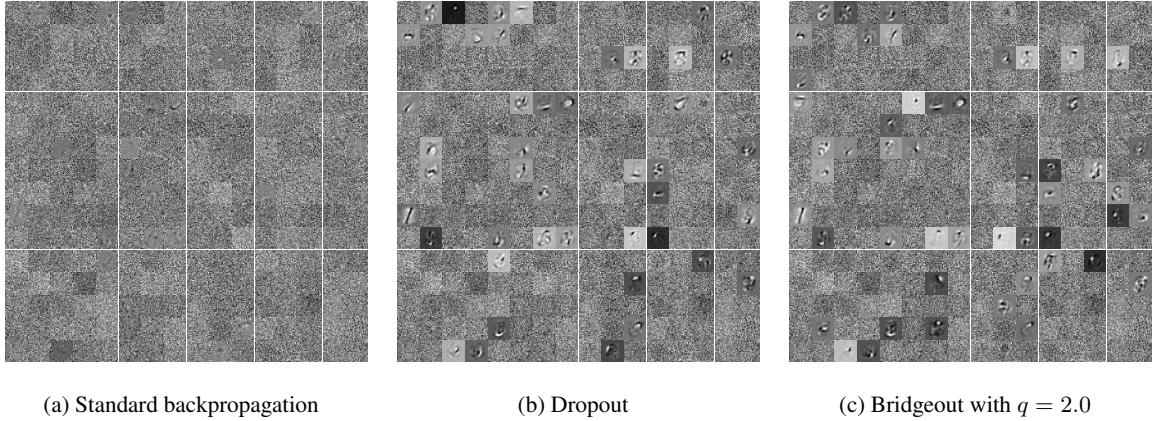 (a) Standard backpropagation
(b) Dropout
(c) Bridgeout with q = 2.0